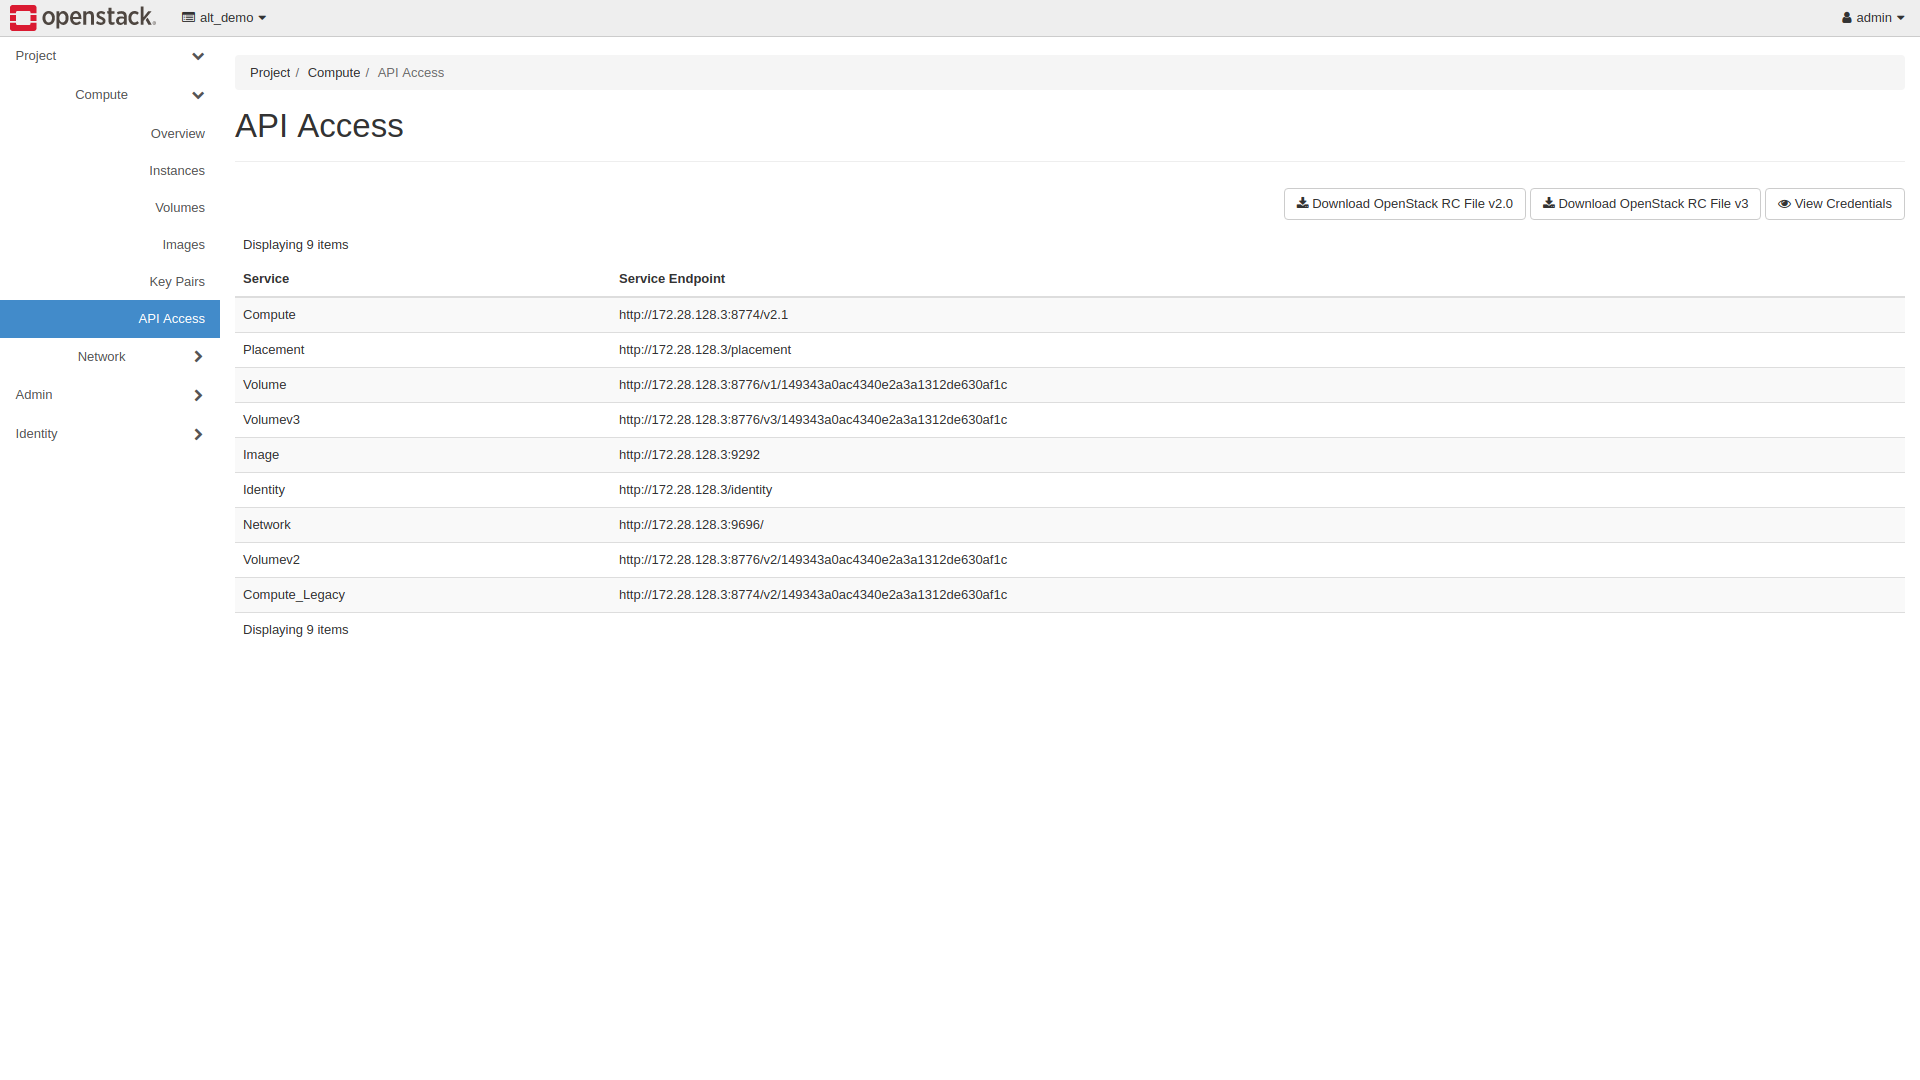 openstack. alt_demo admin
Project
Compute
Overview
Instances
Volumes
Images
Key Pairs
API Access
Network
Admin
Identity
Project / Compute / API Access
API Access
Download OpenStack RC File v2.0 Download OpenStack RC File v3 View Credentials
Displaying 9 items
Service Service Endpoint
Compute http://172.28.128.3:8774/v2.1
Placement http://172.28.128.3/placement
Volume http://172.28.128.3:8776/v1/149343a0ac4340e2a3a1312de630af1c
Volumev3 http://172.28.128.3:8776/v3/149343a0ac4340e2a3a1312de630af1c
Image http://172.28.128.3:9292
Identity http://172.28.128.3/identity
Network http://172.28.128.3:9696/
Volumev2 http://172.28.128.3:8776/v2/149343a0ac4340e2a3a1312de630af1c
Compute_Legacy http://172.28.128.3:8774/v2/149343a0ac4340e2a3a1312de630af1c
Displaying 9 items